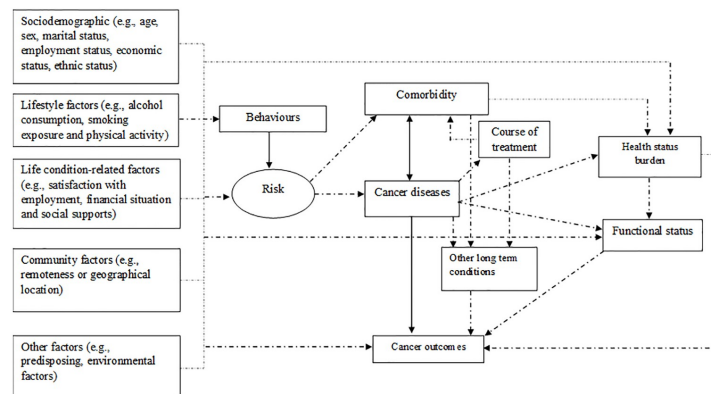 Sociodemographic (e.g., age,
sex, marital status,
employment status, economic
status, ethnic status)
Lifestyle factors (e.g., alcohol
consumption, smoking
exposure and physical activity)
Life condition-related factors
(e.g., satisfaction with
employment, financial situation
and social supports)
Community factors (e.g.,
remoteness or geographical
location)
Other factors (e.g.,
predisposing, environmental
factors)
Behaviours
Risk
Comorbidity
Cancer diseases
Course of
treatment
Other long term
conditions
Cancer outcomes
Health status
burden
Functional status